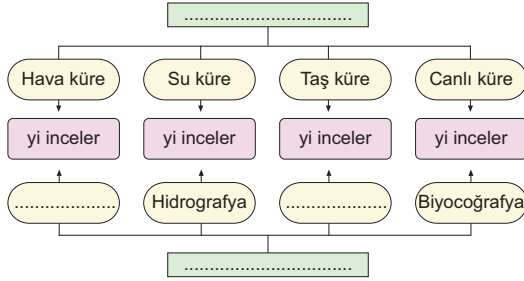 .................................
Hava küre Su küre Taş küre Canlı küre
yi inceler yi inceler yi inceler yi inceler
.................... Hidrografya .................... Biyocoğrafya
.................................